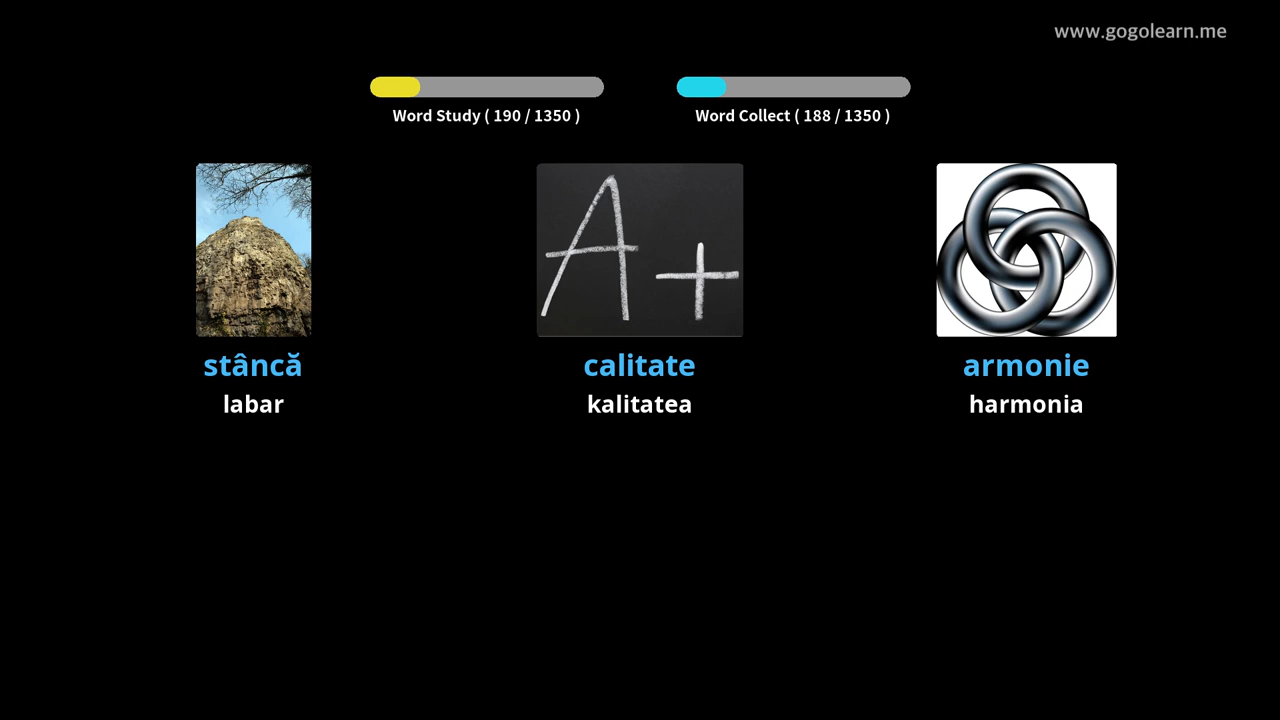 www.gogolearn.me
Word Study ( 190 / 1350 )
Word Collect ( 188 / 1350 )
A+
stâncă
labar
calitate
kalitatea
armonie
harmonia